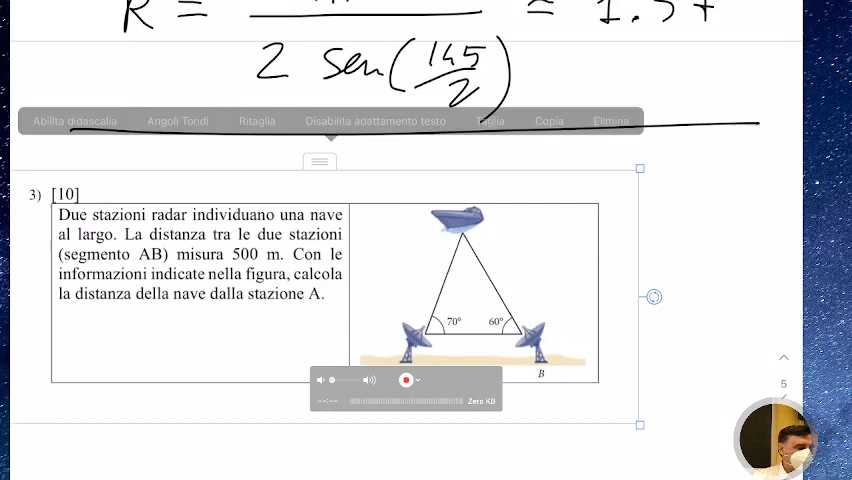 R =
= 1.57
2 sen(145/2)
Abilita didascalia Angoli Tondi Ritaglia Disabilita adattamento testo Taglia Copia Elimina
3) [10]
Due stazioni radar individuano una nave
al largo. La distanza tra le due stazioni
(segmento AB) misura 500 m. Con le
informazioni indicate nella figura, calcola
la distanza della nave dalla stazione A.
70° 60°
B
--:-- Zero KB
5